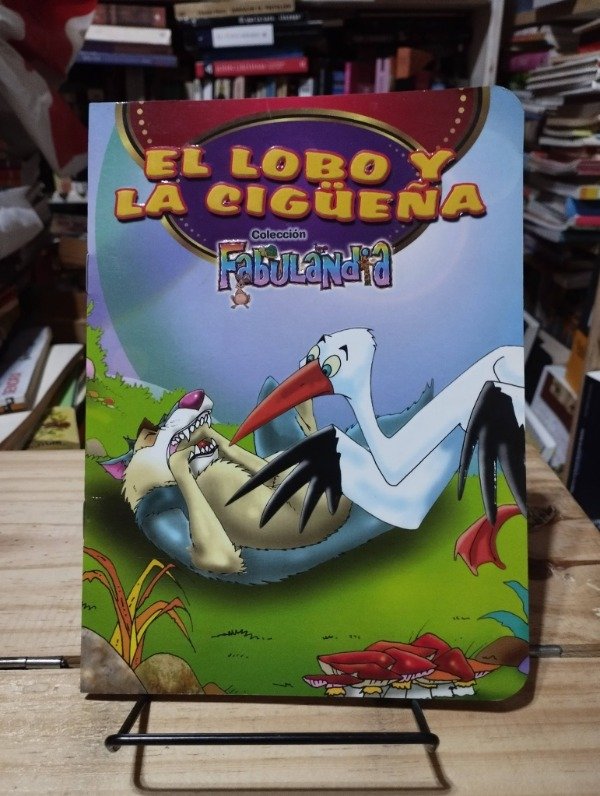 EL LOBO Y
LA CIGÜEÑA
Colección
Fabulandia